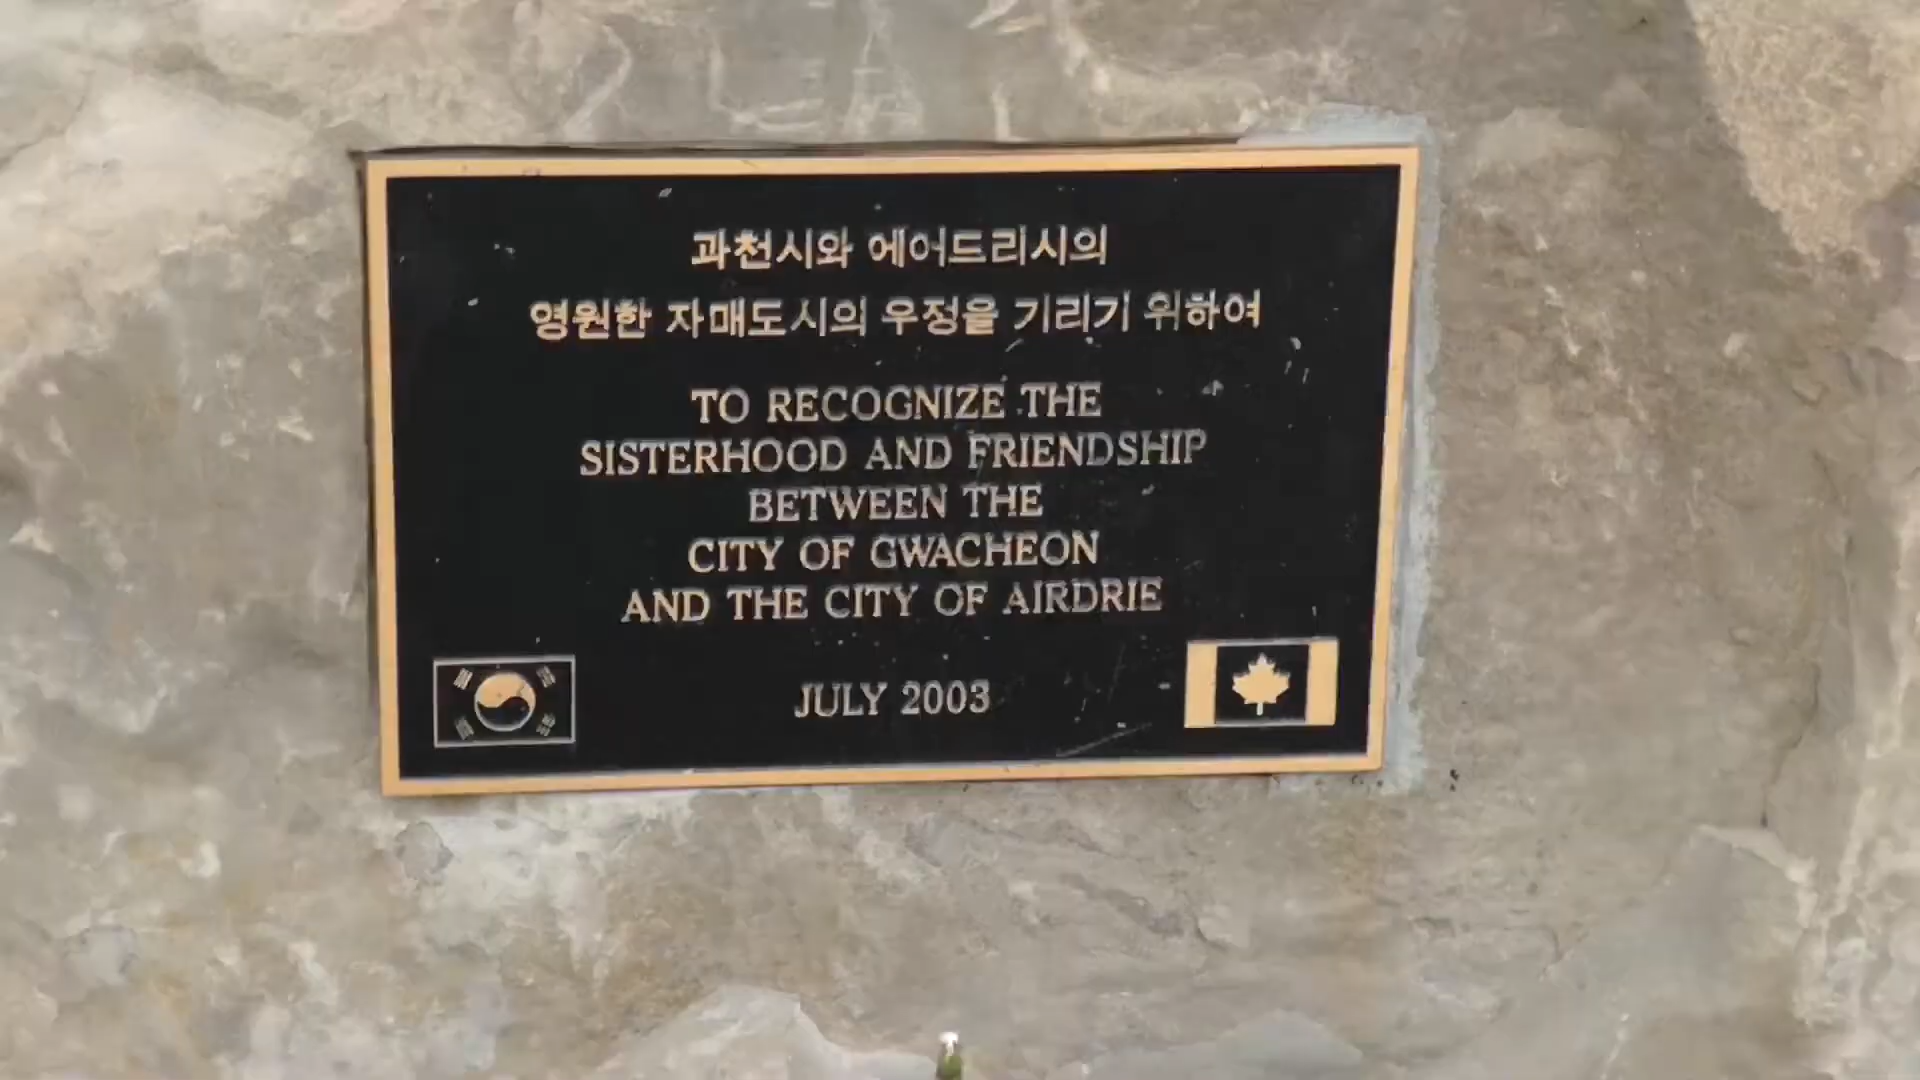 과천시와 에어드리시의
영원한 자매도시의 우정을 기리기 위하여
TO RECOGNIZE THE
SISTERHOOD AND FRIENDSHIP
BETWEEN THE
CITY OF GWACHEON
AND THE CITY OF AIRDRIE
JULY 2003